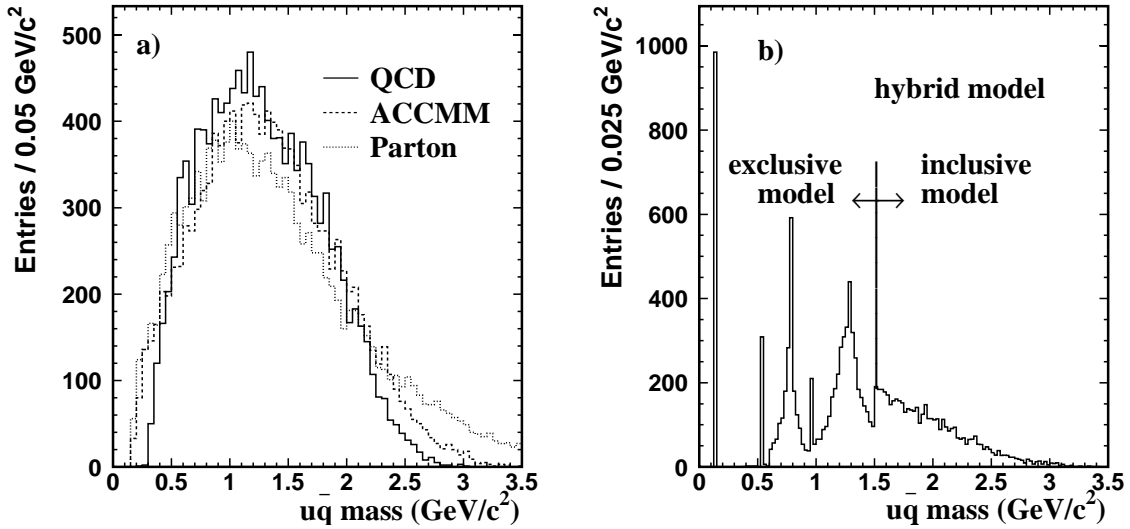 a)
QCD
ACCMM
Parton
Entries / 0.05 GeV/c²
500
400
300
200
100
0
0 0.5 1 1.5 2 2.5 3 3.5
uq̄ mass (GeV/c²)
b)
hybrid model
exclusive model
inclusive model
Entries / 0.025 GeV/c²
1000
800
600
400
200
0
0 0.5 1 1.5 2 2.5 3 3.5
uq̄ mass (GeV/c²)